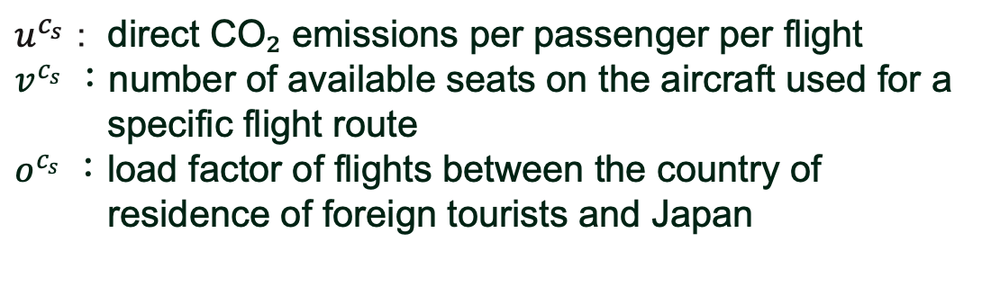 u^{c_s} : direct CO₂ emissions per passenger per flight
v^{c_s} : number of available seats on the aircraft used for a
specific flight route
o^{c_s} : load factor of flights between the country of
residence of foreign tourists and Japan